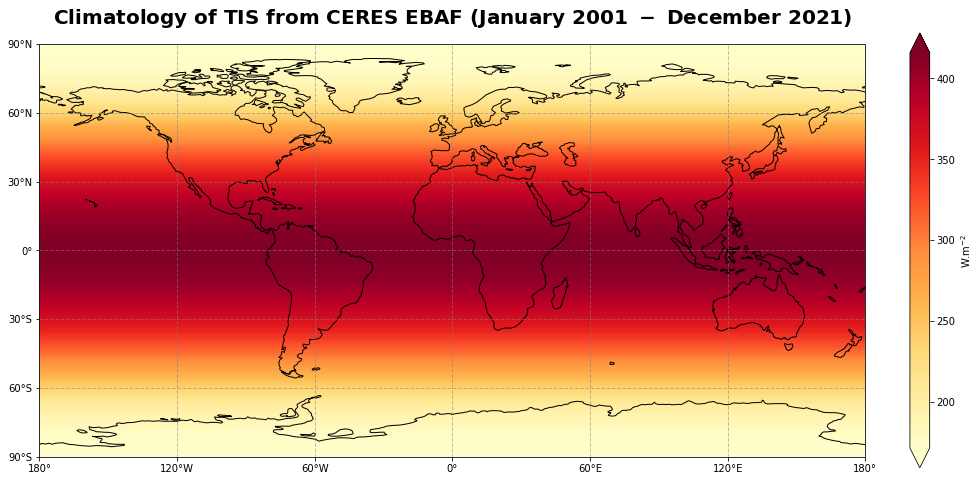 Climatology of TIS from CERES EBAF (January 2001 − December 2021)
90°N
60°N
30°N
0°
30°S
60°S
90°S
180°
120°W
60°W
0°
60°E
120°E
180°
400
350
300
250
200
W.m⁻²